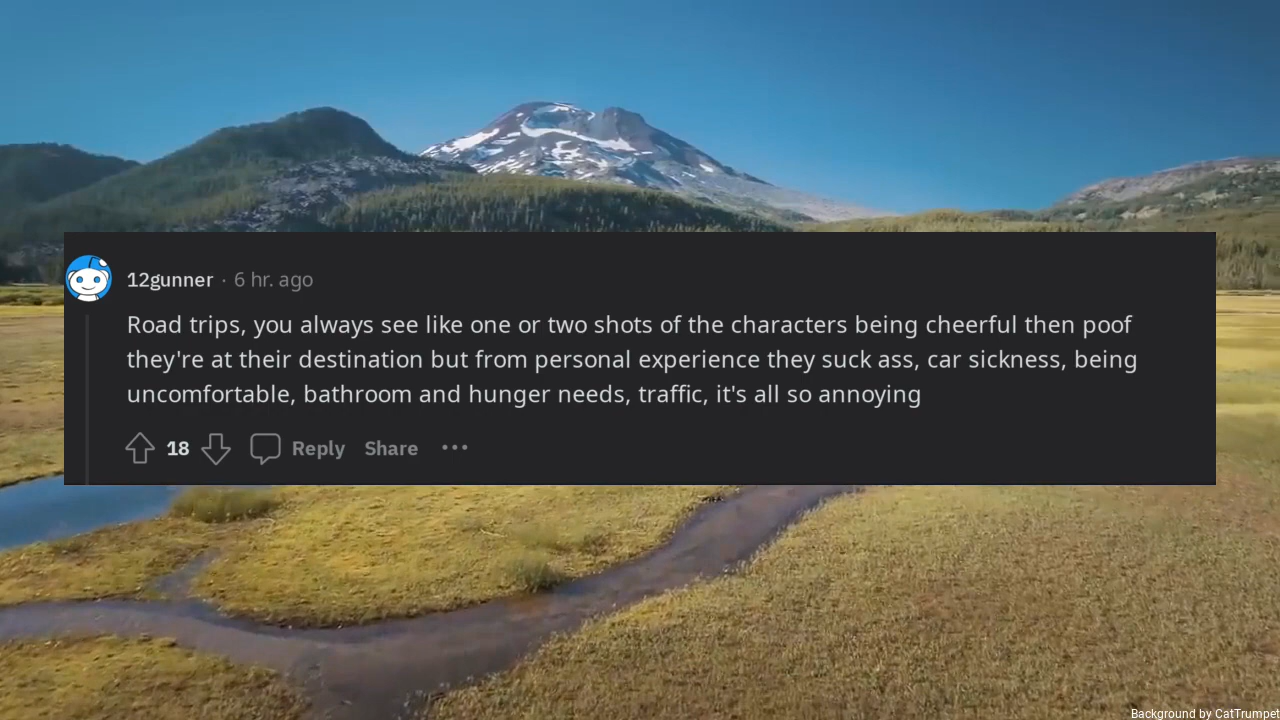 12gunner · 6 hr. ago
Road trips, you always see like one or two shots of the characters being cheerful then poof
they're at their destination but from personal experience they suck ass, car sickness, being
uncomfortable, bathroom and hunger needs, traffic, it's all so annoying
18 Reply Share ···
Background by CatTrumpet